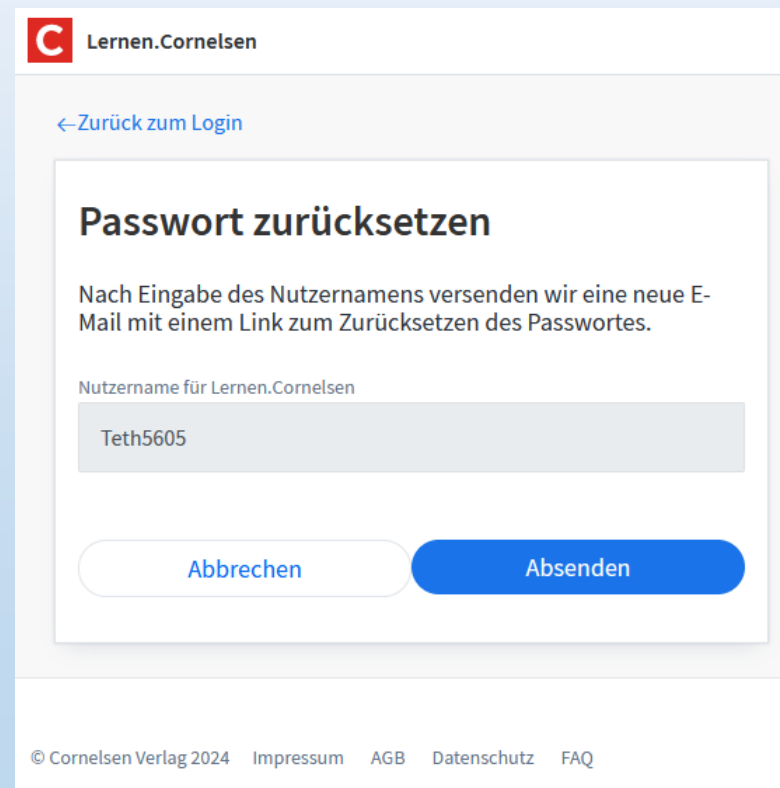 C Lernen.Cornelsen
←Zurück zum Login
Passwort zurücksetzen
Nach Eingabe des Nutzernamens versenden wir eine neue E-
Mail mit einem Link zum Zurücksetzen des Passwortes.
Nutzername für Lernen.Cornelsen
Teth5605
Abbrechen Absenden
© Cornelsen Verlag 2024 Impressum AGB Datenschutz FAQ